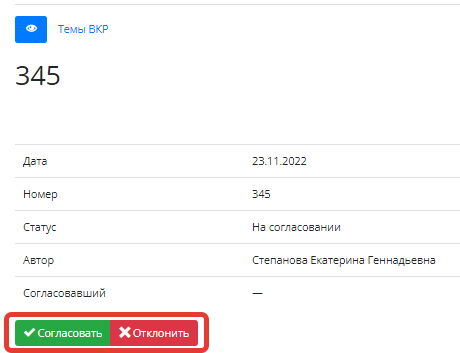 Темы ВКР
345
Дата 23.11.2022
Номер 345
Статус На согласовании
Автор Степанова Екатерина Геннадьевна
Согласовавший —
Согласовать Отклонить